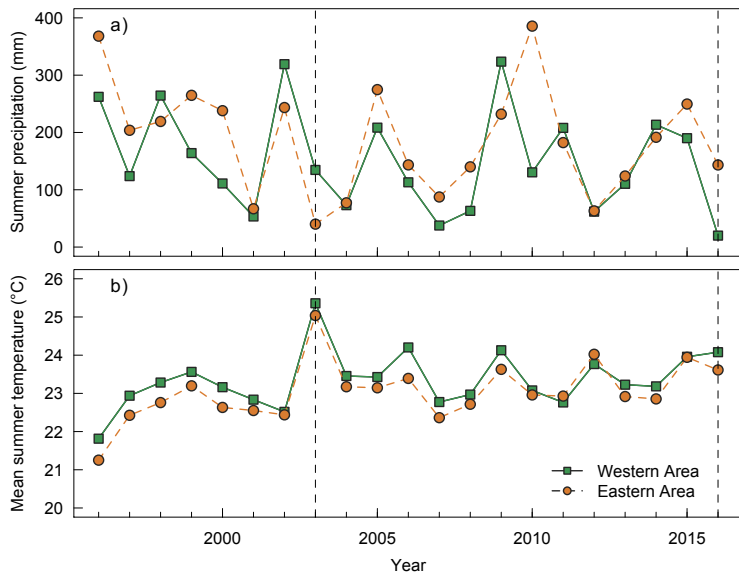 a)
Summer precipitation (mm)
400
300
200
100
0
b)
Mean summer temperature (°C)
26
25
24
23
22
21
20
Western Area
Eastern Area
2000
2005
2010
2015
Year